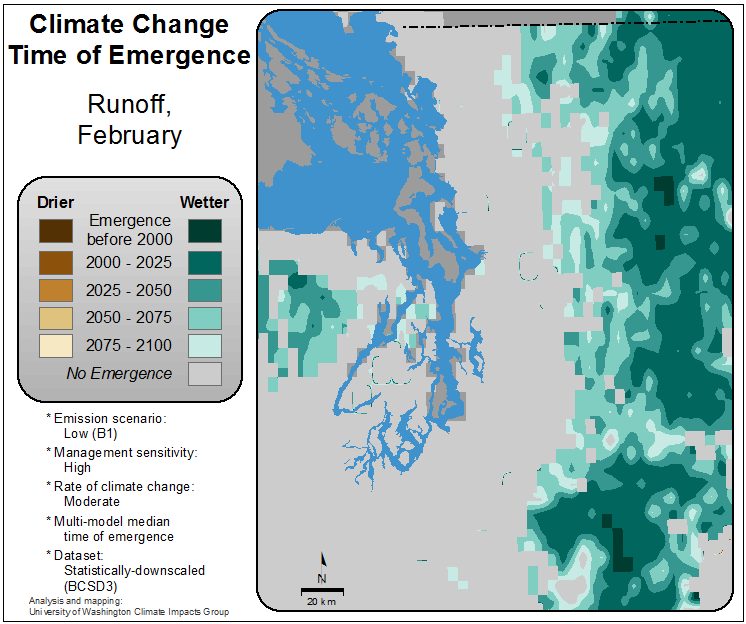 Climate Change
Time of Emergence
Runoff,
February
Drier Wetter
Emergence
before 2000
2000 - 2025
2025 - 2050
2050 - 2075
2075 - 2100
No Emergence
* Emission scenario:
Low (B1)
* Management sensitivity:
High
* Rate of climate change:
Moderate
* Multi-model median
time of emergence
* Dataset:
Statistically-downscaled
(BCSD3)
Analysis and mapping:
University of Washington Climate Impacts Group
N
20 km